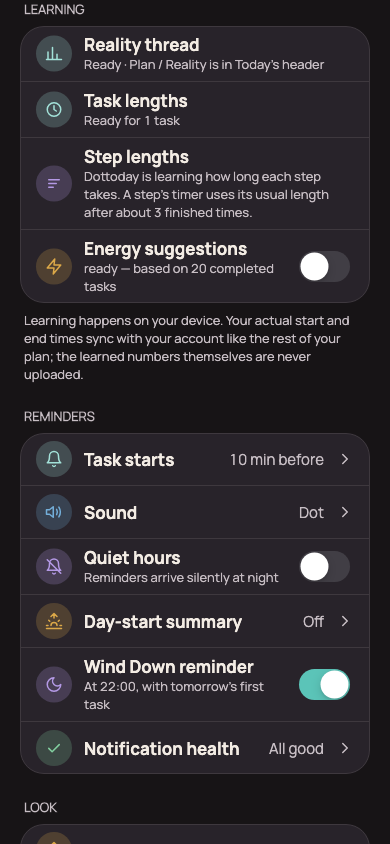 LEARNING
Reality thread
Ready · Plan / Reality is in Today's header
Task lengths
Ready for 1 task
Step lengths
Dottoday is learning how long each step
takes. A step's timer uses its usual length
after about 3 finished times.
Energy suggestions
ready — based on 20 completed
tasks
Learning happens on your device. Your actual start and
end times sync with your account like the rest of your
plan; the learned numbers themselves are never
uploaded.
REMINDERS
Task starts 10 min before
Sound Dot
Quiet hours
Reminders arrive silently at night
Day-start summary Off
Wind Down reminder
At 22:00, with tomorrow's first
task
Notification health All good
LOOK